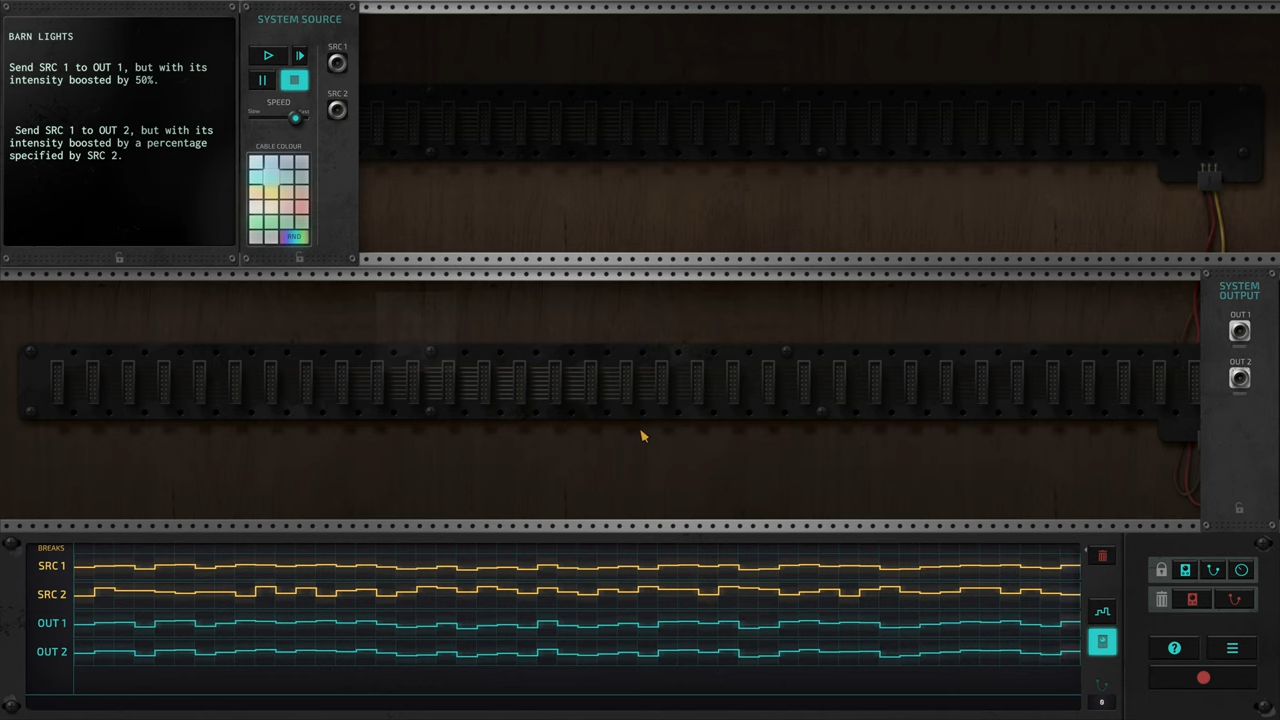 BARN LIGHTS
Send SRC 1 to OUT 1, but with its
intensity boosted by 50%.
Send SRC 1 to OUT 2, but with its
intensity boosted by a percentage
specified by SRC 2.
SYSTEM SOURCE
SRC 1
SRC 2
SPEED
Slow
Fast
CABLE COLOUR
RND
SYSTEM
OUTPUT
OUT 1
OUT 2
BREAKS
SRC 1
SRC 2
OUT 1
OUT 2
?
0